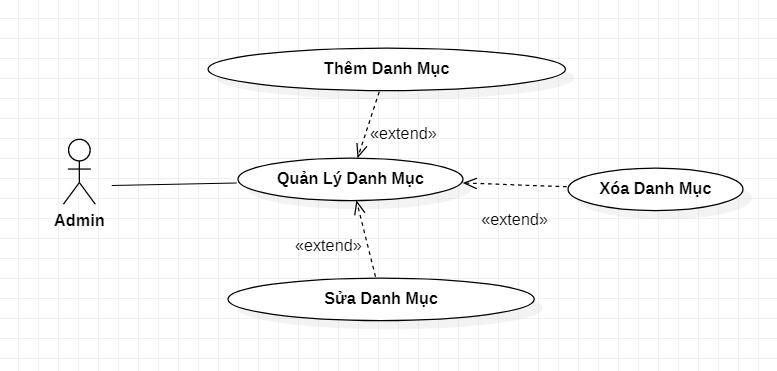 Thêm Danh Mục
«extend»
Quản Lý Danh Mục
Xóa Danh Mục
Admin
«extend»
«extend»
Sửa Danh Mục